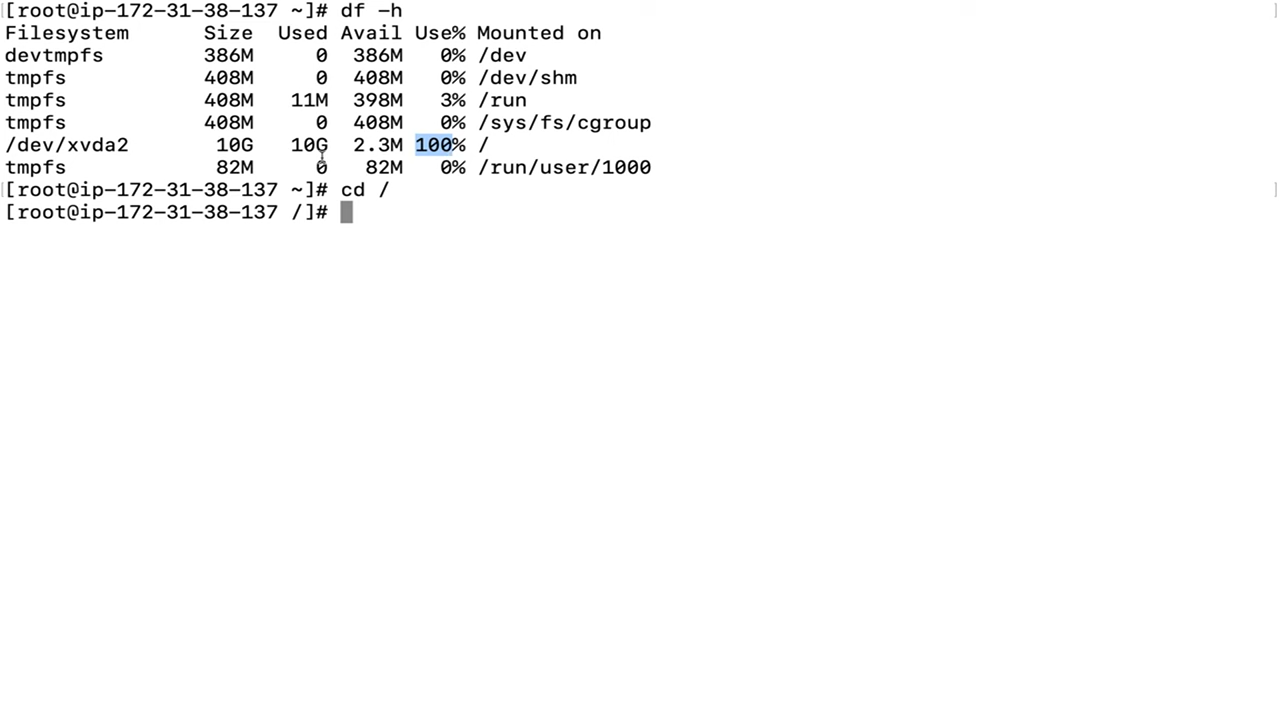 [root@ip-172-31-38-137 ~]# df -h
Filesystem      Size  Used Avail Use% Mounted on
devtmpfs        386M     0  386M   0% /dev
tmpfs           408M     0  408M   0% /dev/shm
tmpfs           408M   11M  398M   3% /run
tmpfs           408M     0  408M   0% /sys/fs/cgroup
/dev/xvda2       10G   10G  2.3M 100% /
tmpfs            82M     0   82M   0% /run/user/1000
[root@ip-172-31-38-137 ~]# cd /
[root@ip-172-31-38-137 /]#